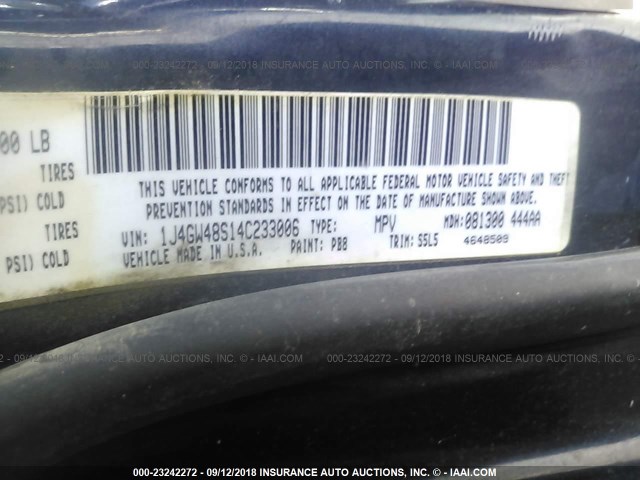 000-23242272 - 09/12/2018 INSURANCE AUTO AUCTIONS, INC. © - IAAI.COM
00 LB
TIRES
PSI) COLD
TIRES
PSI) COLD
THIS VEHICLE CONFORMS TO ALL APPLICABLE FEDERAL MOTOR VEHICLE SAFETY AND THEFT
PREVENTION STANDARDS IN EFFECT ON THE DATE OF MANUFACTURE SHOWN ABOVE.
VIN: 1J4GW48S14C233006 TYPE: MPV MDH: 081300 444AA
VEHICLE MADE IN U.S.A. PAINT: PB8 TRIM: S5L5 4648509
000-23242272 - 09/12/2018 INSURANCE AUTO AUCTIONS, INC. © - IAAI.COM
000-23242272 - 09/12/2018 INSURANCE AUTO AUCTIONS, INC. © - IAAI.COM